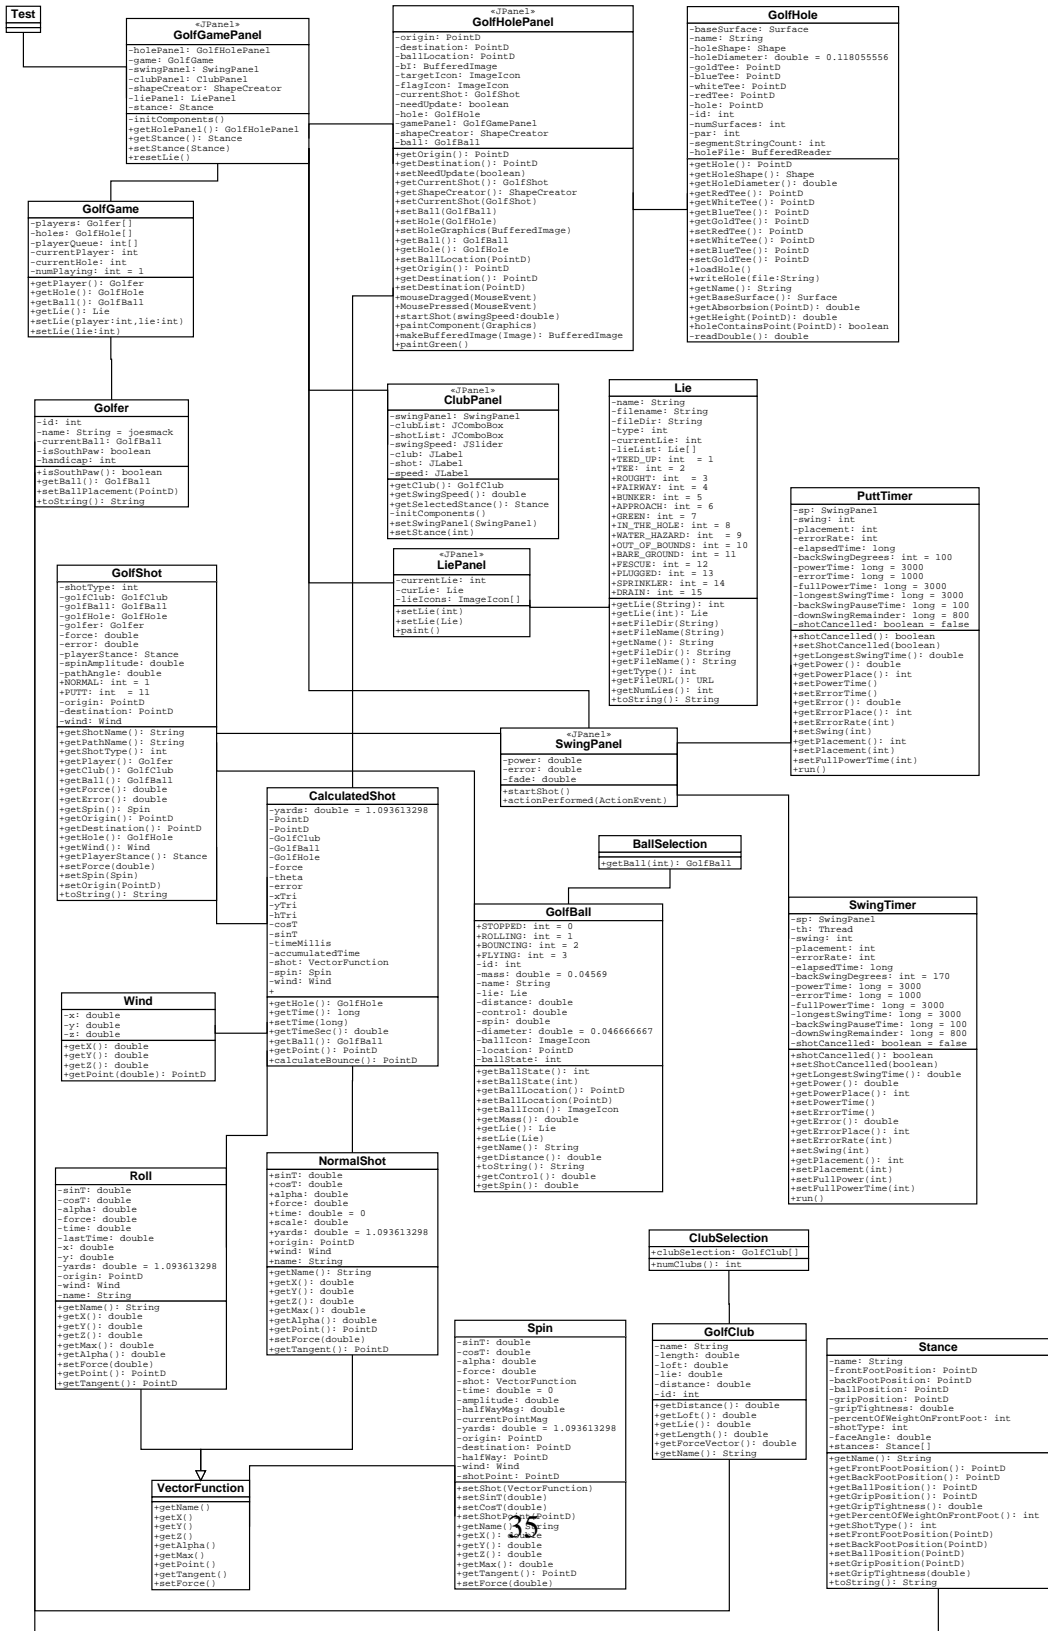 Test
«JPanel»
GolfGamePanel
-holePanel: GolfHolePanel
-game: GolfGame
-swingPanel: SwingPanel
-clubPanel: ClubPanel
-shapeCreator: ShapeCreator
-liePanel: LiePanel
-stance: Stance
-initComponents()
+getHolePanel(): GolfHolePanel
+getStance(): Stance
+setStance(Stance)
+resetLie()
«JPanel»
GolfHolePanel
-origin: PointD
-destination: PointD
-ballLocation: PointD
-bI: BufferedImage
-targetIcon: ImageIcon
-flagIcon: ImageIcon
-currentShot: GolfShot
-needUpdate: boolean
-hole: GolfHole
-gamePanel: GolfGamePanel
-shapeCreator: ShapeCreator
-ball: GolfBall
+getOrigin(): PointD
+getDestination(): PointD
+setNeedUpdate(boolean)
+getCurrentShot(): GolfShot
+getShapeCreator(): ShapeCreator
+setCurrentShot(GolfShot)
+setBall(GolfBall)
+setHole(GolfHole)
+setHoleGraphics(BufferedImage)
+getBall(): GolfBall
+getHole(): GolfHole
+setBallLocation(PointD)
+getOrigin(): PointD
+getDestination(): PointD
+setDestination(PointD)
+mouseDragged(MouseEvent)
+MousePressed(MouseEvent)
+startShot(swingSpeed:double)
+paintComponent(Graphics)
+makeBufferedImage(Image): BufferedImage
+paintGreen()
GolfHole
-baseSurface: Surface
-name: String
-holeShape: Shape
-holeDiameter: double = 0.118055556
-goldTee: PointD
-blueTee: PointD
-whiteTee: PointD
-redTee: PointD
-hole: PointD
-id: int
-numSurfaces: int
-par: int
-segmentStringCount: int
-holeFile: BufferedReader
+getHole(): PointD
+getHoleShape(): Shape
+getHoleDiameter(): double
+getRedTee(): PointD
+getWhiteTee(): PointD
+getBlueTee(): PointD
+getGoldTee(): PointD
+setRedTee(): PointD
+setWhiteTee(): PointD
+setBlueTee(): PointD
+setGoldTee(): PointD
+loadHole()
+writeHole(file:String)
+getName(): String
+getBaseSurface(): Surface
+getAbsorbsion(PointD): double
+getHeight(PointD): double
+holeContainsPoint(PointD): boolean
-readDouble(): double
GolfGame
-players: Golfer[]
-holes: GolfHole[]
-playerQueue: int[]
-currentPlayer: int
-currentHole: int
-numPlaying: int = 1
+getPlayer(): Golfer
+getHole(): GolfHole
+getBall(): GolfBall
+getLie(): Lie
+setLie(player:int,lie:int)
+setLie(lie:int)
Golfer
-id: int
-name: String = joesmack
-currentBall: GolfBall
-isSouthPaw: boolean
-handicap: int
+isSouthPaw(): boolean
+getBall(): GolfBall
+setBallPlacement(PointD)
+toString(): String
«JPanel»
ClubPanel
-swingPanel: SwingPanel
-clubList: JComboBox
-shotList: JComboBox
-swingSpeed: JSlider
-club: JLabel
-shot: JLabel
-speed: JLabel
+getClub(): GolfClub
+getSwingSpeed(): double
+getSelectedStance(): Stance
-initComponents()
+setSwingPanel(SwingPanel)
+setStance(int)
Lie
-name: String
-filename: String
-fileDir: String
-type: int
-currentLie: int
-lieList: Lie[]
+TEED_UP: int  = 1
+TEE: int = 2
+ROUGHT: int  = 3
+FAIRWAY: int = 4
+BUNKER: int = 5
+APPROACH: int = 6
+GREEN: int = 7
+IN_THE_HOLE: int = 8
+WATER_HAZARD: int  = 9
+OUT_OF_BOUNDS: int = 10
+BARE_GROUND: int = 11
+FESCUE: int = 12
+PLUGGED: int = 13
+SPRINKLER: int = 14
+DRAIN: int = 15
+getLie(String): int
+getLie(int): Lie
+setFileDir(String)
+setFileName(String)
+getName(): String
+getFileDir(): String
+getFileName(): String
+getType(): int
+getFileURL(): URL
+getNumLies(): int
+toString(): String
PuttTimer
-sp: SwingPanel
-swing: int
-placement: int
-errorRate: int
-elapsedTime: long
-backSwingDegrees: int = 100
-powerTime: long = 3000
-errorTime: long = 1000
-fullPowerTime: long = 3000
-longestSwingTime: long = 3000
-backSwingPauseTime: long = 100
-downSwingRemainder: long = 800
-shotCancelled: boolean = false
+shotCancelled(): boolean
+setShotCancelled(boolean)
+getLongestSwingTime(): double
+getPower(): double
+getPowerPlace(): int
+setPowerTime()
+setErrorTime()
+getError(): double
+getErrorPlace(): int
+setErrorRate(int)
+setSwing(int)
+getPlacement(): int
+setPlacement(int)
+setFullPowerTime(int)
+run()
«JPanel»
LiePanel
-currentLie: int
-curLie: Lie
-lieIcons: ImageIcon[]
+setLie(int)
+setLie(Lie)
+paint()
GolfShot
-shotType: int
-golfClub: GolfClub
-golfBall: GolfBall
-golfHole: GolfHole
-golfer: Golfer
-force: double
-error: double
-playerStance: Stance
-spinAmplitude: double
-pathAngle: double
+NORMAL: int = 1
+PUTT: int  = 11
-origin: PointD
-destination: PointD
-wind: Wind
+getShotName(): String
+getPathName(): String
+getShotType(): int
+getPlayer(): Golfer
+getClub(): GolfClub
+getBall(): GolfBall
+getForce(): double
+getError(): double
+getSpin(): Spin
+getOrigin(): PointD
+getDestination(): PointD
+getHole(): GolfHole
+getWind(): Wind
+getPlayerStance(): Stance
+setForce(double)
+setSpin(Spin)
+setOrigin(PointD)
+toString(): String
«JPanel»
SwingPanel
-power: double
-error: double
-fade: double
+startShot()
+actionPerformed(ActionEvent)
CalculatedShot
-yards: double = 1.093613298
-PointD
-PointD
-GolfClub
-GolfBall
-GolfHole
-force
-theta
-error
-xTri
-yTri
-hTri
-cosT
-sinT
-timeMillis
-accumulatedTime
-shot: VectorFunction
-spin: Spin
-wind: Wind
+
+getHole(): GolfHole
+getTime(): long
+setTime(long)
+getTimeSec(): double
+getBall(): GolfBall
+getPoint(): PointD
+calculateBounce(): PointD
BallSelection
+getBall(int): GolfBall
GolfBall
+STOPPED: int = 0
+ROLLING: int = 1
+BOUNCING: int = 2
+FLYING: int = 3
-id: int
-mass: double = 0.04569
-name: String
-lie: Lie
-distance: double
-control: double
-spin: double
-diameter: double = 0.046666667
-ballIcon: ImageIcon
-location: PointD
-ballState: int
+getBallState(): int
+setBallState(int)
+getBallLocation(): PointD
+setBallLocation(PointD)
+getBallIcon(): ImageIcon
+getMass(): double
+getLie(): Lie
+setLie(Lie)
+getName(): String
+getDistance(): double
+toString(): String
+getControl(): double
+getSpin(): double
SwingTimer
-sp: SwingPanel
-th: Thread
-swing: int
-placement: int
-errorRate: int
-elapsedTime: long
-backSwingDegrees: int = 170
-powerTime: long = 3000
-errorTime: long = 1000
-fullPowerTime: long = 3000
-longestSwingTime: long = 3000
-backSwingPauseTime: long = 100
-downSwingRemainder: long = 800
-shotCancelled: boolean = false
+shotCancelled(): boolean
+setShotCancelled(boolean)
+getLongestSwingTime(): double
+getPower(): double
+getPowerPlace(): int
+setPowerTime()
+setErrorTime()
+getError(): double
+getErrorPlace(): int
+setErrorRate(int)
+setSwing(int)
+getPlacement(): int
+setPlacement(int)
+setFullPower(int)
+setFullPowerTime(int)
+run()
Wind
-x: double
-y: double
-z: double
+getX(): double
+getY(): double
+getZ(): double
+getPoint(double): PointD
Roll
-sinT: double
-cosT: double
-alpha: double
-force: double
-time: double
-lastTime: double
-x: double
-y: double
-yards: double = 1.093613298
-origin: PointD
-wind: Wind
-name: String
+getName(): String
+getX(): double
+getY(): double
+getZ(): double
+getMax(): double
+getAlpha(): double
+setForce(double)
+getPoint(): PointD
+getTangent(): PointD
NormalShot
+sinT: double
+cosT: double
+alpha: double
+force: double
+time: double = 0
+scale: double
+yards: double = 1.093613298
+origin: PointD
+wind: Wind
+name: String
+getName(): String
+getX(): double
+getY(): double
+getZ(): double
+getMax(): double
+getAlpha(): double
+getPoint(): PointD
+setForce(double)
+getTangent(): PointD
ClubSelection
+clubSelection: GolfClub[]
+numClubs(): int
Spin
-sinT: double
-cosT: double
-alpha: double
-force: double
-shot: VectorFunction
-time: double = 0
-amplitude: double
-halfWayMag: double
-currentPointMag
-yards: double = 1.093613298
-origin: PointD
-destination: PointD
-halfWay: PointD
-wind: Wind
-shotPoint: PointD
+setShot(VectorFunction)
+setSinT(double)
+setCosT(double)
+setShotPoint(PointD)
+getName(): String
+getX(): double
+getY(): double
+getZ(): double
+getMax(): double
+getTangent(): PointD
+setForce(double)
GolfClub
-name: String
-length: double
-loft: double
-lie: double
-distance: double
-id: int
+getDistance(): double
+getLoft(): double
+getLie(): double
+getLength(): double
+getForceVector(): double
+getName(): String
Stance
-name: String
-frontFootPosition: PointD
-backFootPosition: PointD
-ballPosition: PointD
-gripPosition: PointD
-gripTightness: double
-percentOfWeightOnFrontFoot: int
-shotType: int
-faceAngle: double
+stances: Stance[]
+getName(): String
+getFrontFootPosition(): PointD
+getBackFootPosition(): PointD
+getBallPosition(): PointD
+getGripPosition(): PointD
+getGripTightness(): double
+getPercentOfWeightOnFrontFoot(): int
+getShotType(): int
+setFrontFootPosition(PointD)
+setBackFootPosition(PointD)
+setBallPosition(PointD)
+setGripPosition(PointD)
+setGripTightness(double)
+toString(): String
VectorFunction
+getName()
+getX()
+getY()
+getZ()
+getAlpha()
+getMax()
+getPoint()
+getTangent()
+setForce()
35